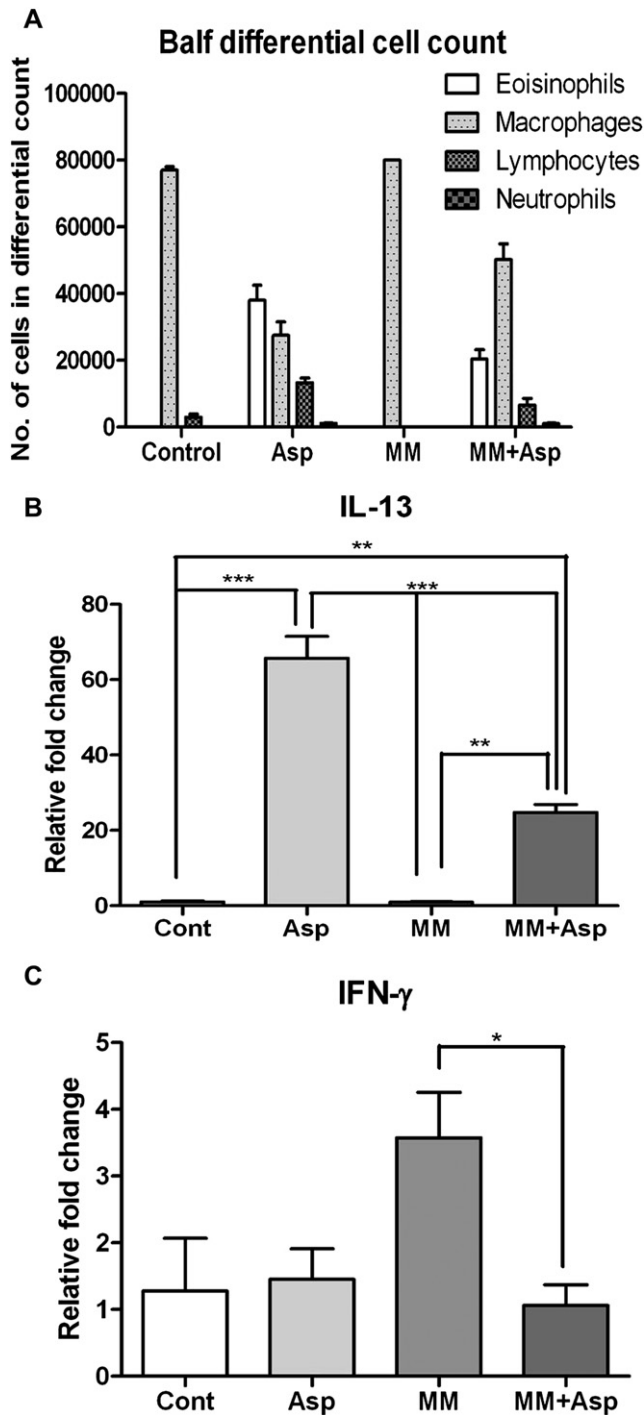 A
Balf differential cell count
Eoisinophils
Macrophages
Lymphocytes
Neutrophils
No. of cells in differential count
100000
80000
60000
40000
20000
0
Control Asp MM MM+Asp
B
IL-13
**
*** ***
**
Relative fold change
80
60
40
20
0
Cont Asp MM MM+Asp
C
IFN-γ
*
Relative fold change
5
4
3
2
1
0
Cont Asp MM MM+Asp